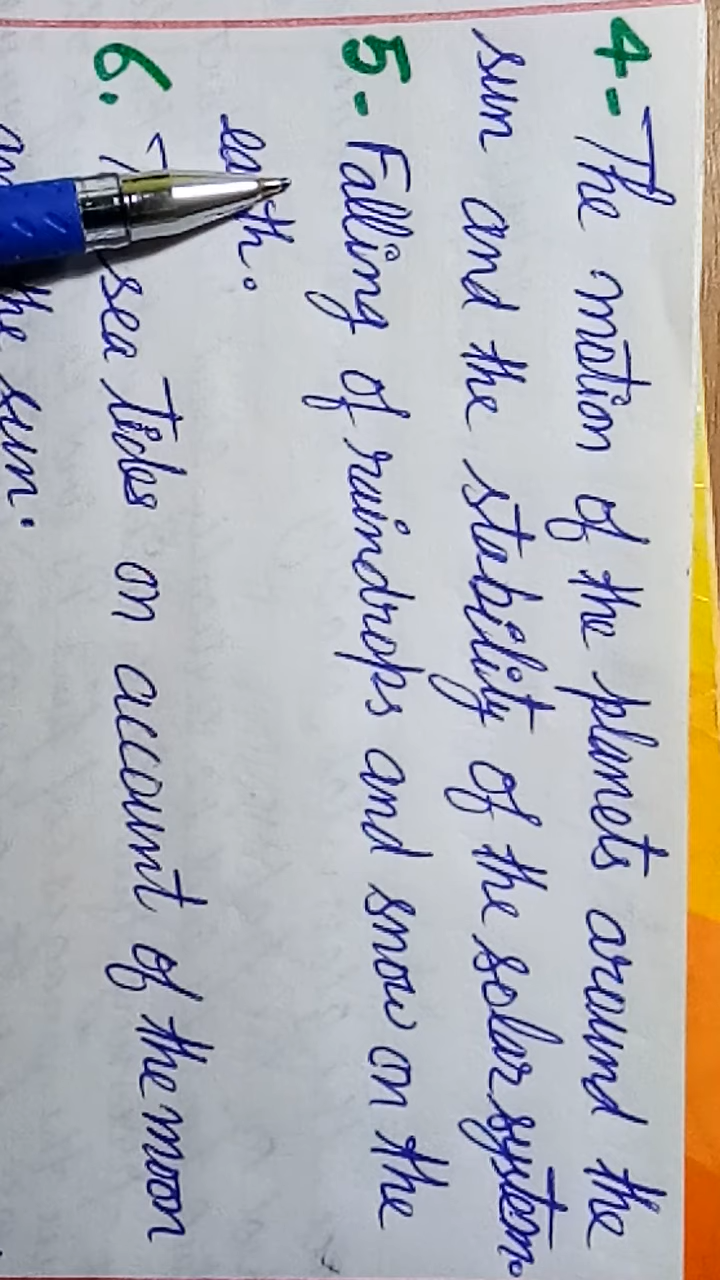 4- The motion of the planets around the
sun and the stability of the solar system.
5- Falling of raindrops and snow on the
earth.
6. sea tides on account of the moon
the sun.